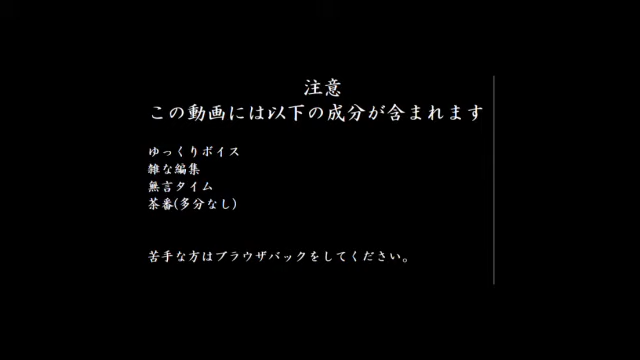 注意
この動画には以下の成分が含まれます
ゆっくりボイス
雑な編集
無言タイム
茶番(多分なし)
苦手な方はブラウザバックをしてください。